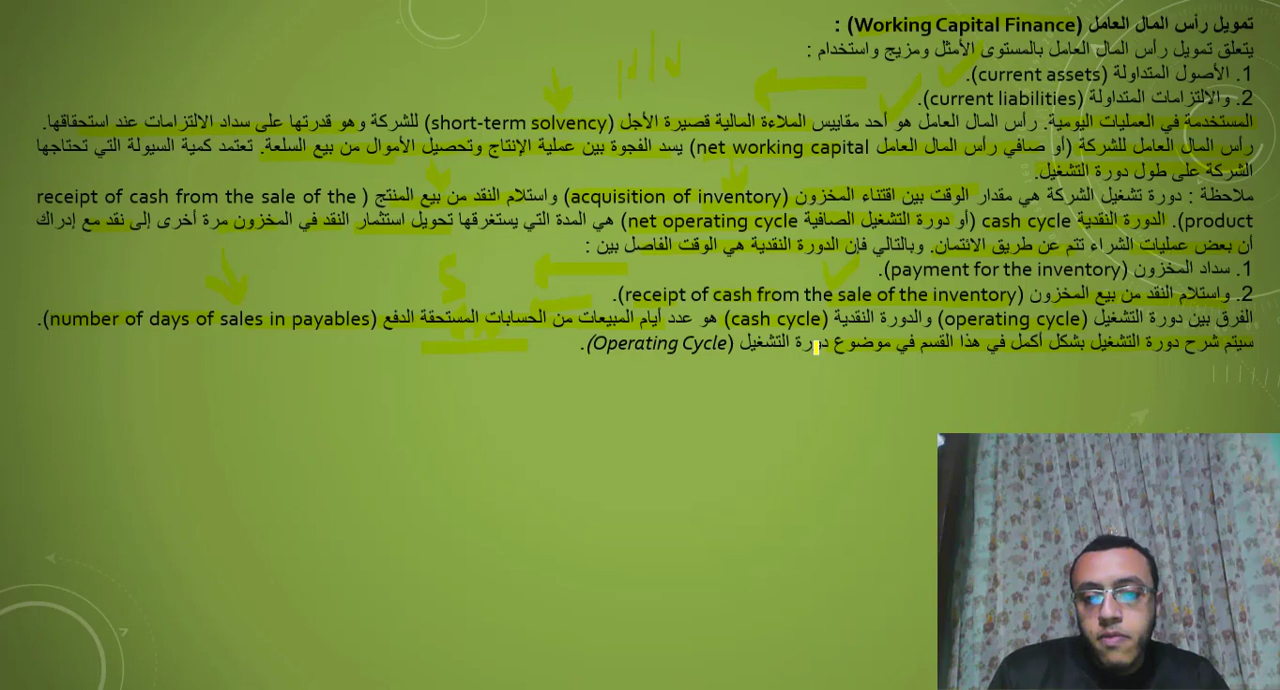 تمويل رأس المال العامل (Working Capital Finance) :
يتعلق تمويل رأس المال العامل بالمستوى الأمثل ومزيج واستخدام :
1. الأصول المتداولة (current assets).
2. والالتزامات المتداولة (current liabilities).
المستخدمة في العمليات اليومية. رأس المال العامل هو أحد مقاييس الملاءة المالية قصيرة الأجل (short-term solvency) للشركة وهو قدرتها على سداد الالتزامات عند استحقاقها.
رأس المال العامل للشركة (أو صافي رأس المال العامل net working capital) يسد الفجوة بين عملية الإنتاج وتحصيل الأموال من بيع السلعة. تعتمد كمية السيولة التي تحتاجها
الشركة على طول دورة التشغيل.
ملاحظة : دورة تشغيل الشركة هي مقدار الوقت بين اقتناء المخزون (acquisition of inventory) واستلام النقد من بيع المنتج (receipt of cash from the sale of the
product). الدورة النقدية cash cycle (أو دورة التشغيل الصافية net operating cycle) هي المدة التي يستغرقها تحويل استثمار النقد في المخزون مرة أخرى إلى نقد مع إدراك
أن بعض عمليات الشراء تتم عن طريق الائتمان. وبالتالي فإن الدورة النقدية هي الوقت الفاصل بين :
1. سداد المخزون (payment for the inventory).
2. واستلام النقد من بيع المخزون (receipt of cash from the sale of the inventory).
الفرق بين دورة التشغيل (operating cycle) والدورة النقدية (cash cycle) هو عدد أيام المبيعات من الحسابات المستحقة الدفع (number of days of sales in payables).
سيتم شرح دورة التشغيل بشكل أكمل في هذا القسم في موضوع دورة التشغيل (Operating Cycle).